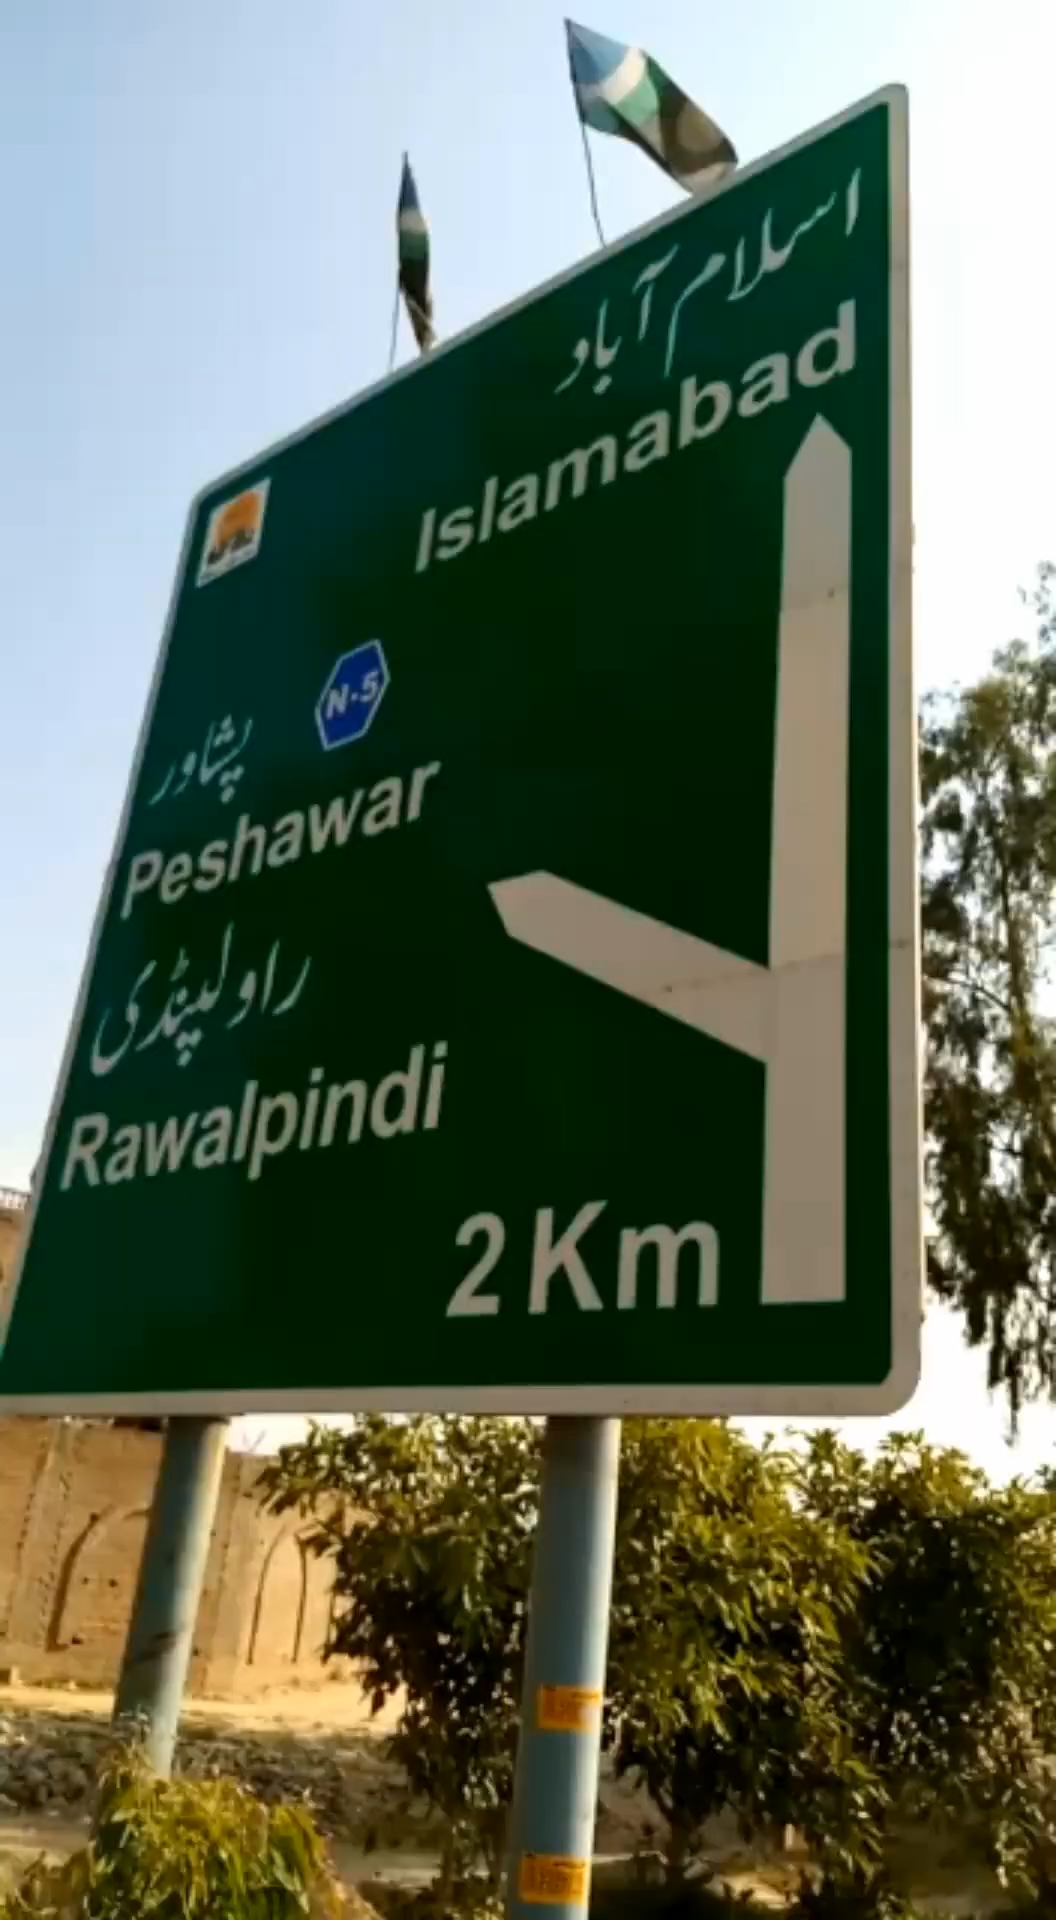 اسلام آباد
Islamabad
N-5
پشاور
Peshawar
راولپنڈی
Rawalpindi
2 Km